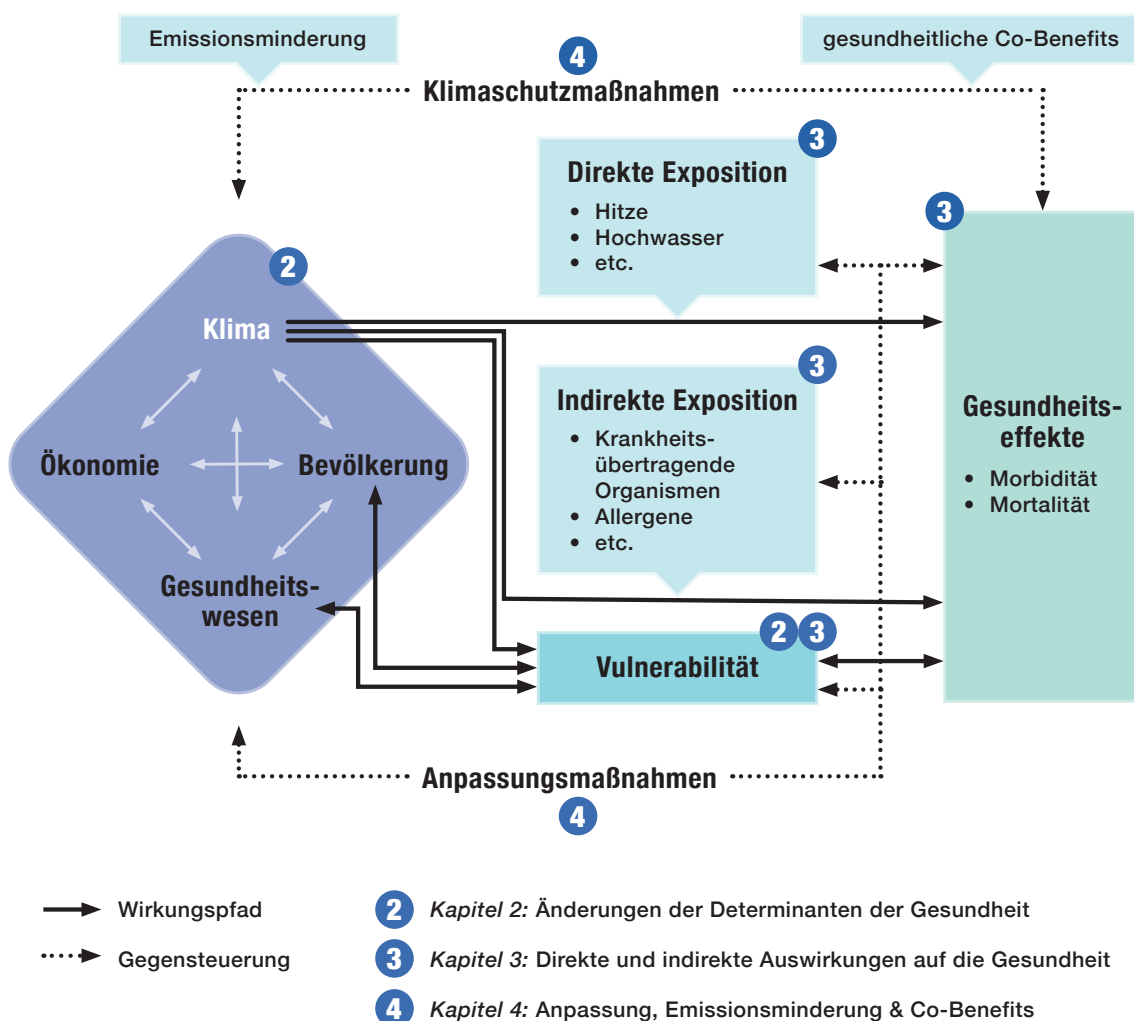 Emissionsminderung
gesundheitliche Co-Benefits
4
Klimaschutzmaßnahmen
3
Direkte Exposition
• Hitze
• Hochwasser
• etc.
3
2
Klima
Ökonomie
Bevölkerung
Gesundheits-
wesen
3
Indirekte Exposition
• Krankheits-
übertragende
Organismen
• Allergene
• etc.
Gesundheits-
effekte
• Morbidität
• Mortalität
2 3
Vulnerabilität
Anpassungsmaßnahmen
4
Wirkungspfad
Gegensteuerung
2 Kapitel 2: Änderungen der Determinanten der Gesundheit
3 Kapitel 3: Direkte und indirekte Auswirkungen auf die Gesundheit
4 Kapitel 4: Anpassung, Emissionsminderung & Co-Benefits